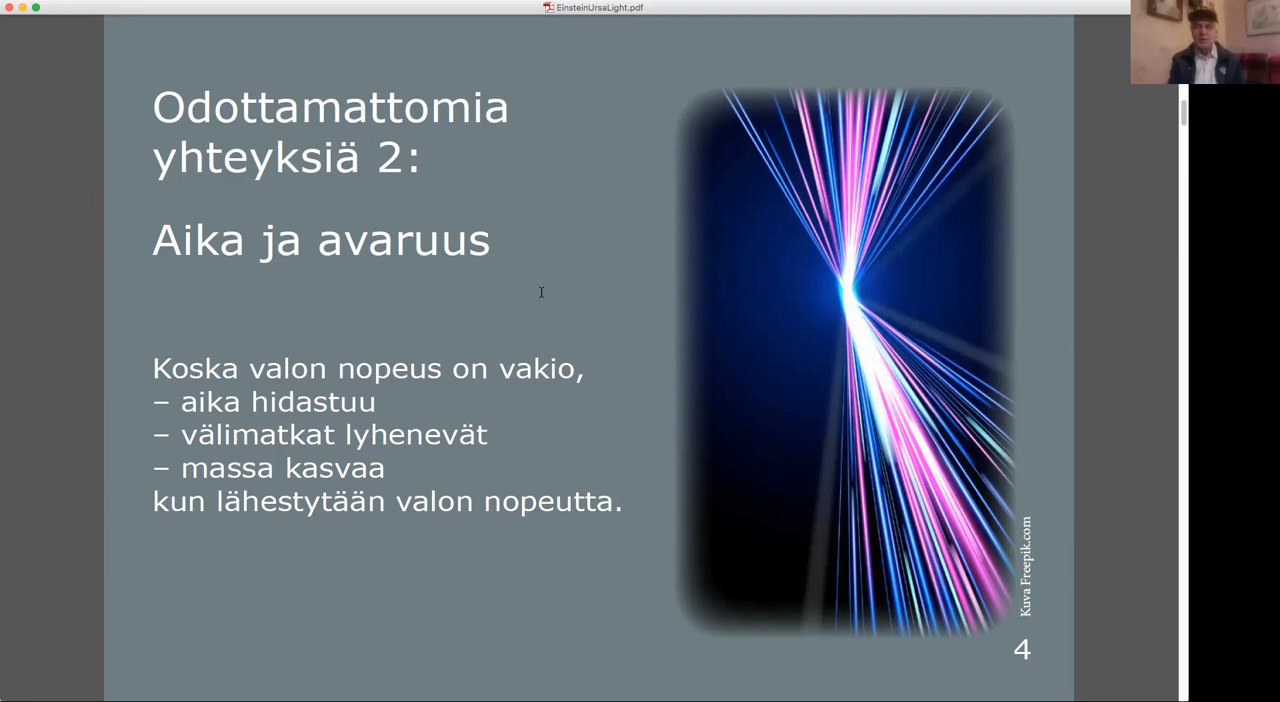 EinsteinUrsaLight.pdf
Odottamattomia
yhteyksiä 2:
Aika ja avaruus
Koska valon nopeus on vakio,
– aika hidastuu
– välimatkat lyhenevät
– massa kasvaa
kun lähestytään valon nopeutta.
Kuva Freepik.com
4